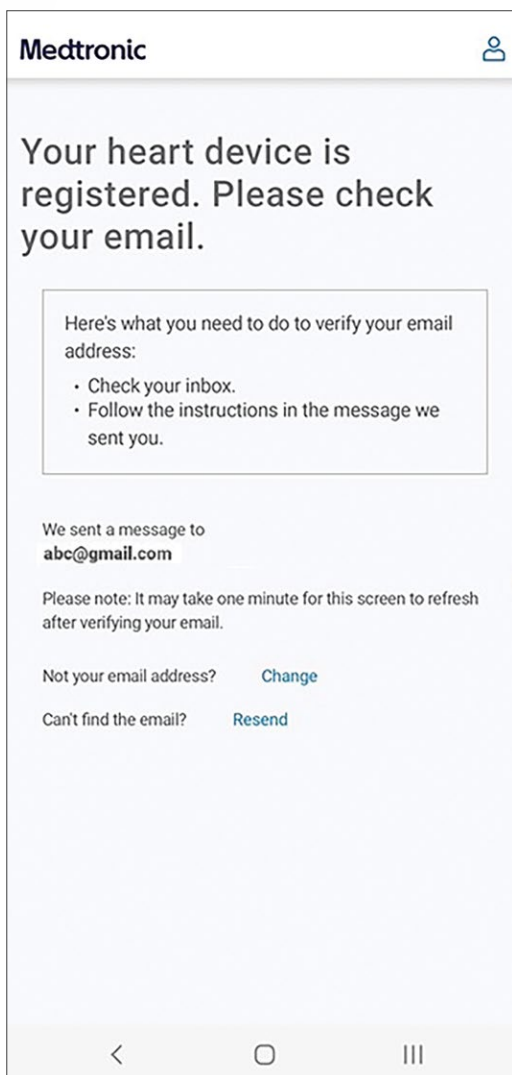 Medtronic
Your heart device is
registered. Please check
your email.
Here's what you need to do to verify your email
address:
• Check your inbox.
• Follow the instructions in the message we
sent you.
We sent a message to
abc@gmail.com
Please note: It may take one minute for this screen to refresh
after verifying your email.
Not your email address? Change
Can't find the email? Resend